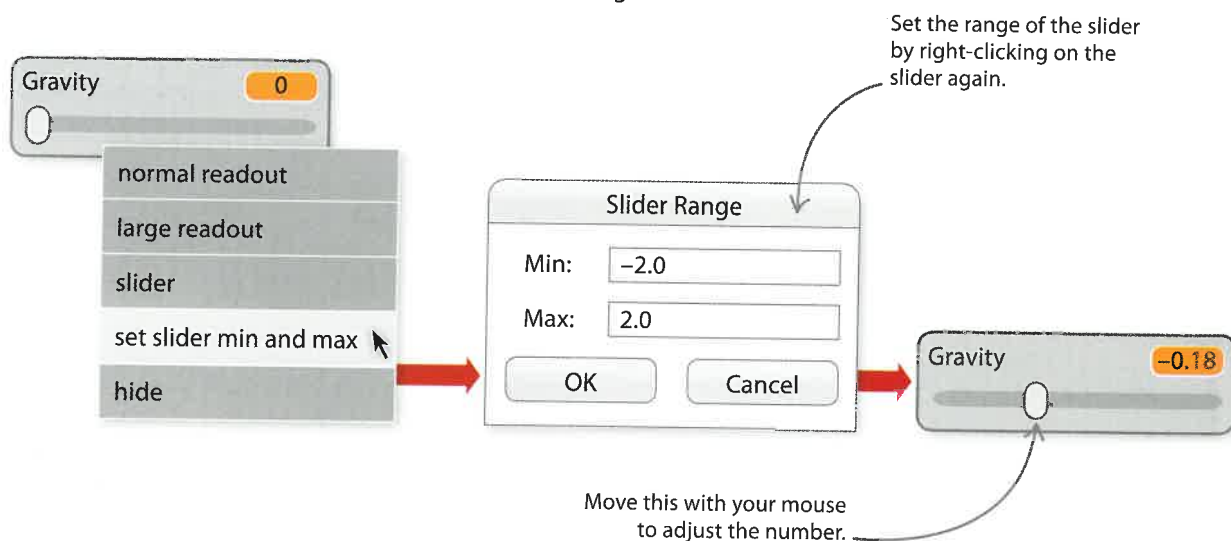 Set the range of the slider
by right-clicking on the
slider again.
Gravity 0
normal readout
large readout
slider
set slider min and max
hide
Slider Range
Min: –2.0
Max: 2.0
OK Cancel
Gravity –0.18
Move this with your mouse
to adjust the number.